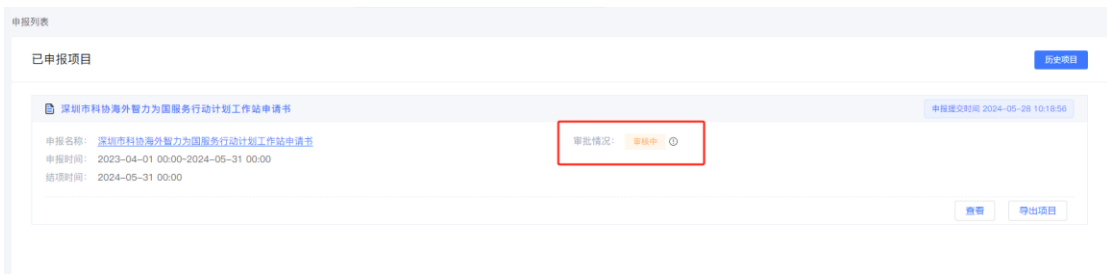 申报列表
已申报项目
历史项目
深圳市科协海外智力为国服务行动计划工作站申请书
申报提交时间 2024-05-28 10:18:56
申报名称： 深圳市科协海外智力为国服务行动计划工作站申请书
审批情况： 审核中
申报时间： 2023-04-01 00:00~2024-05-31 00:00
结项时间： 2024-05-31 00:00
查看
导出项目